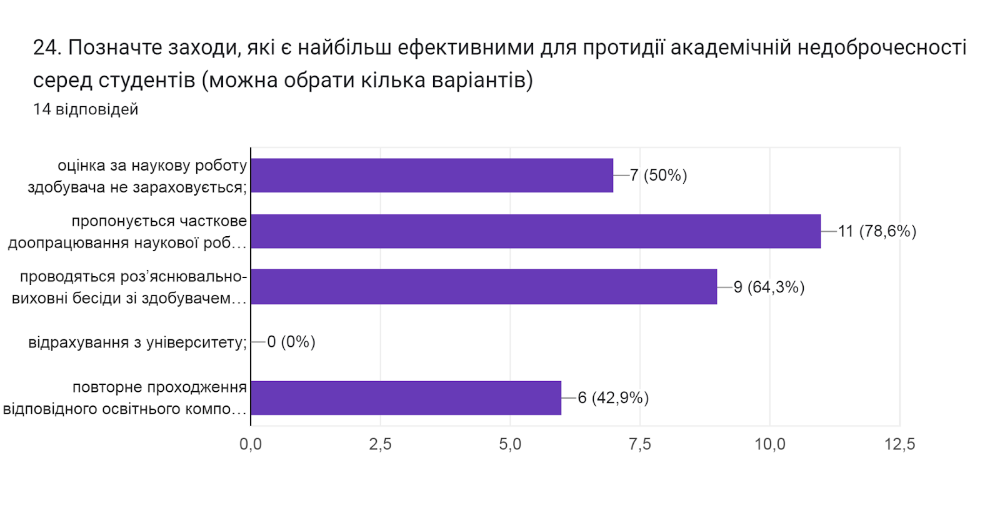 24. Позначте заходи, які є найбільш ефективними для протидії академічній недоброчесності
серед студентів (можна обрати кілька варіантів)
14 відповідей
оцінка за наукову роботу
здобувача не зараховується;
7 (50%)
пропонується часткове
доопрацювання наукової роб…
11 (78,6%)
проводяться роз’яснювально-
виховні бесіди зі здобувачем…
9 (64,3%)
відрахування з університету;
0 (0%)
повторне проходження
відповідного освітнього компо…
6 (42,9%)
0,0 2,5 5,0 7,5 10,0 12,5